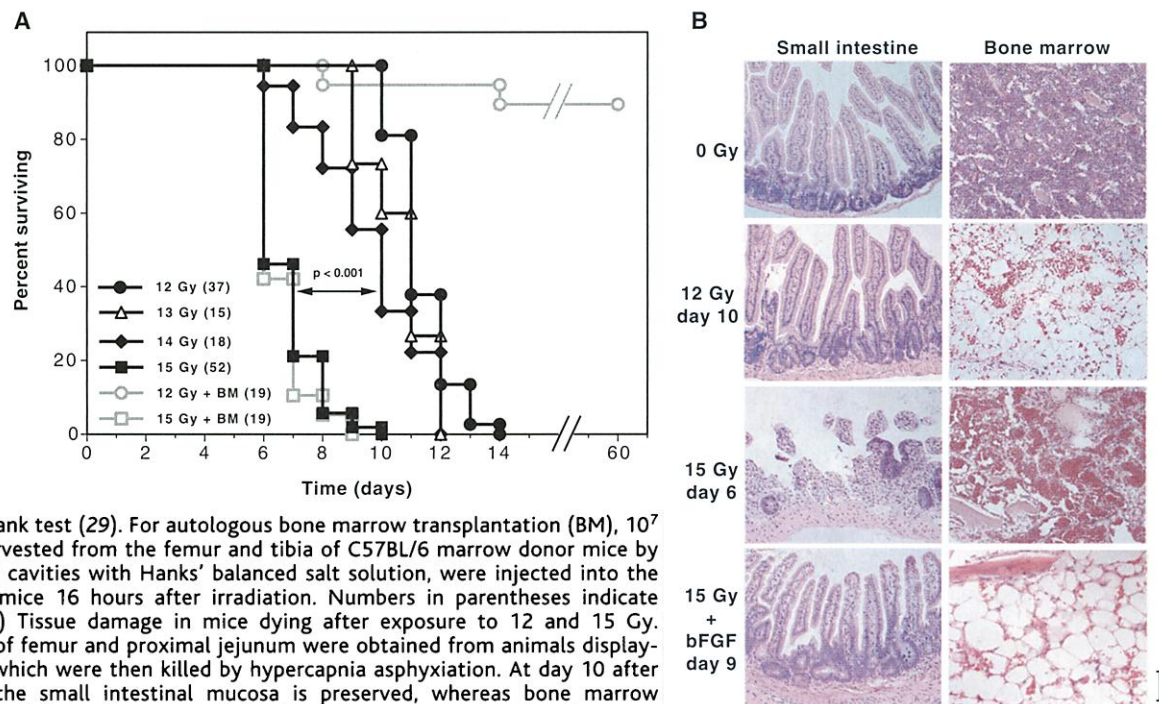 A
Percent surviving
100
80
60
40
20
0
p < 0.001
12 Gy (37)
13 Gy (15)
14 Gy (18)
15 Gy (52)
12 Gy + BM (19)
15 Gy + BM (19)
0 2 4 6 8 10 12 14 60
Time (days)
B
Small intestine Bone marrow
0 Gy
12 Gy
day 10
15 Gy
day 6
15 Gy
+
bFGF
day 9
ank test (29). For autologous bone marrow transplantation (BM), 10⁷
rvested from the femur and tibia of C57BL/6 marrow donor mice by
cavities with Hanks' balanced salt solution, were injected into the
mice 16 hours after irradiation. Numbers in parentheses indicate
) Tissue damage in mice dying after exposure to 12 and 15 Gy.
of femur and proximal jejunum were obtained from animals display-
which were then killed by hypercapnia asphyxiation. At day 10 after
the small intestinal mucosa is preserved, whereas bone marrow